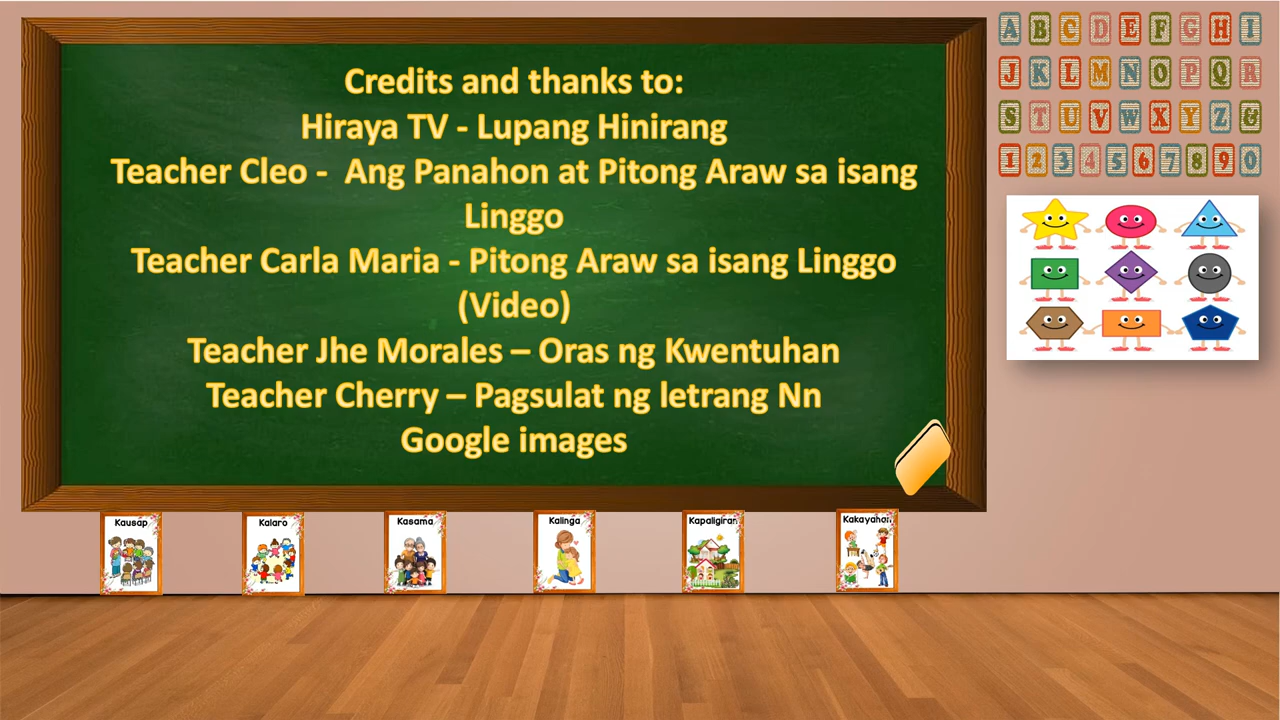 Credits and thanks to:
Hiraya TV - Lupang Hinirang
Teacher Cleo -  Ang Panahon at Pitong Araw sa isang
Linggo
Teacher Carla Maria - Pitong Araw sa isang Linggo
(Video)
Teacher Jhe Morales – Oras ng Kwentuhan
Teacher Cherry – Pagsulat ng letrang Nn
Google images
A B C D E F G H I
J K L M N O P Q R
S T U V W X Y Z &
1 2 3 4 5 6 7 8 9 0
Kausap
Kalaro
Kasama
Kalinga
Kapaligiran
Kakayahan